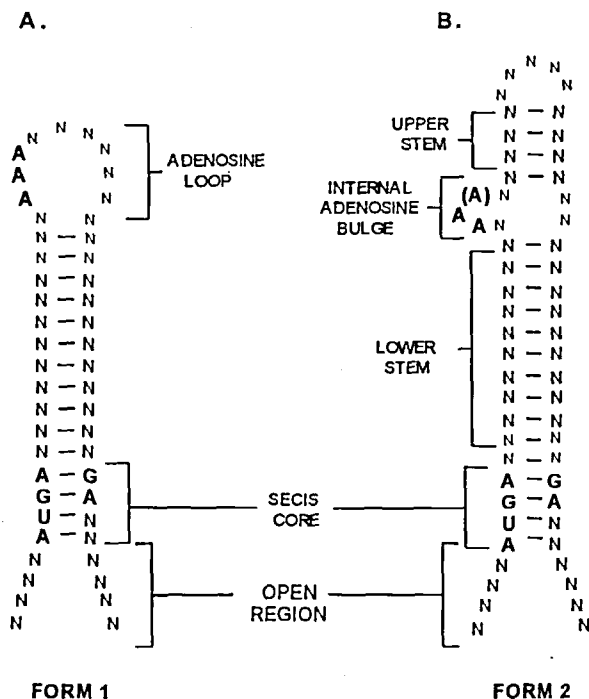 A.
N
N N
A N
A N
ADENOSINE
LOOP
A N
N N
N – N
N – N
N – N
N – N
N – N
N – N
N – N
N – N
N – N
N – N
N – N
A – G
G – A
U – N
A – N
N N
N N
N N
N N
FORM 1
B.
N
N N
N N
N – N
N – N
N – N
N – N
UPPER
STEM
(A) N N
A A N N
INTERNAL
ADENOSINE
BULGE
N – N
N – N
N – N
N – N
N – N
N – N
N – N
N – N
N – N
N – N
LOWER
STEM
A – G
G – A
U – N
A – N
SECIS
CORE
N N
N N
N N
N N
OPEN
REGION
FORM 2